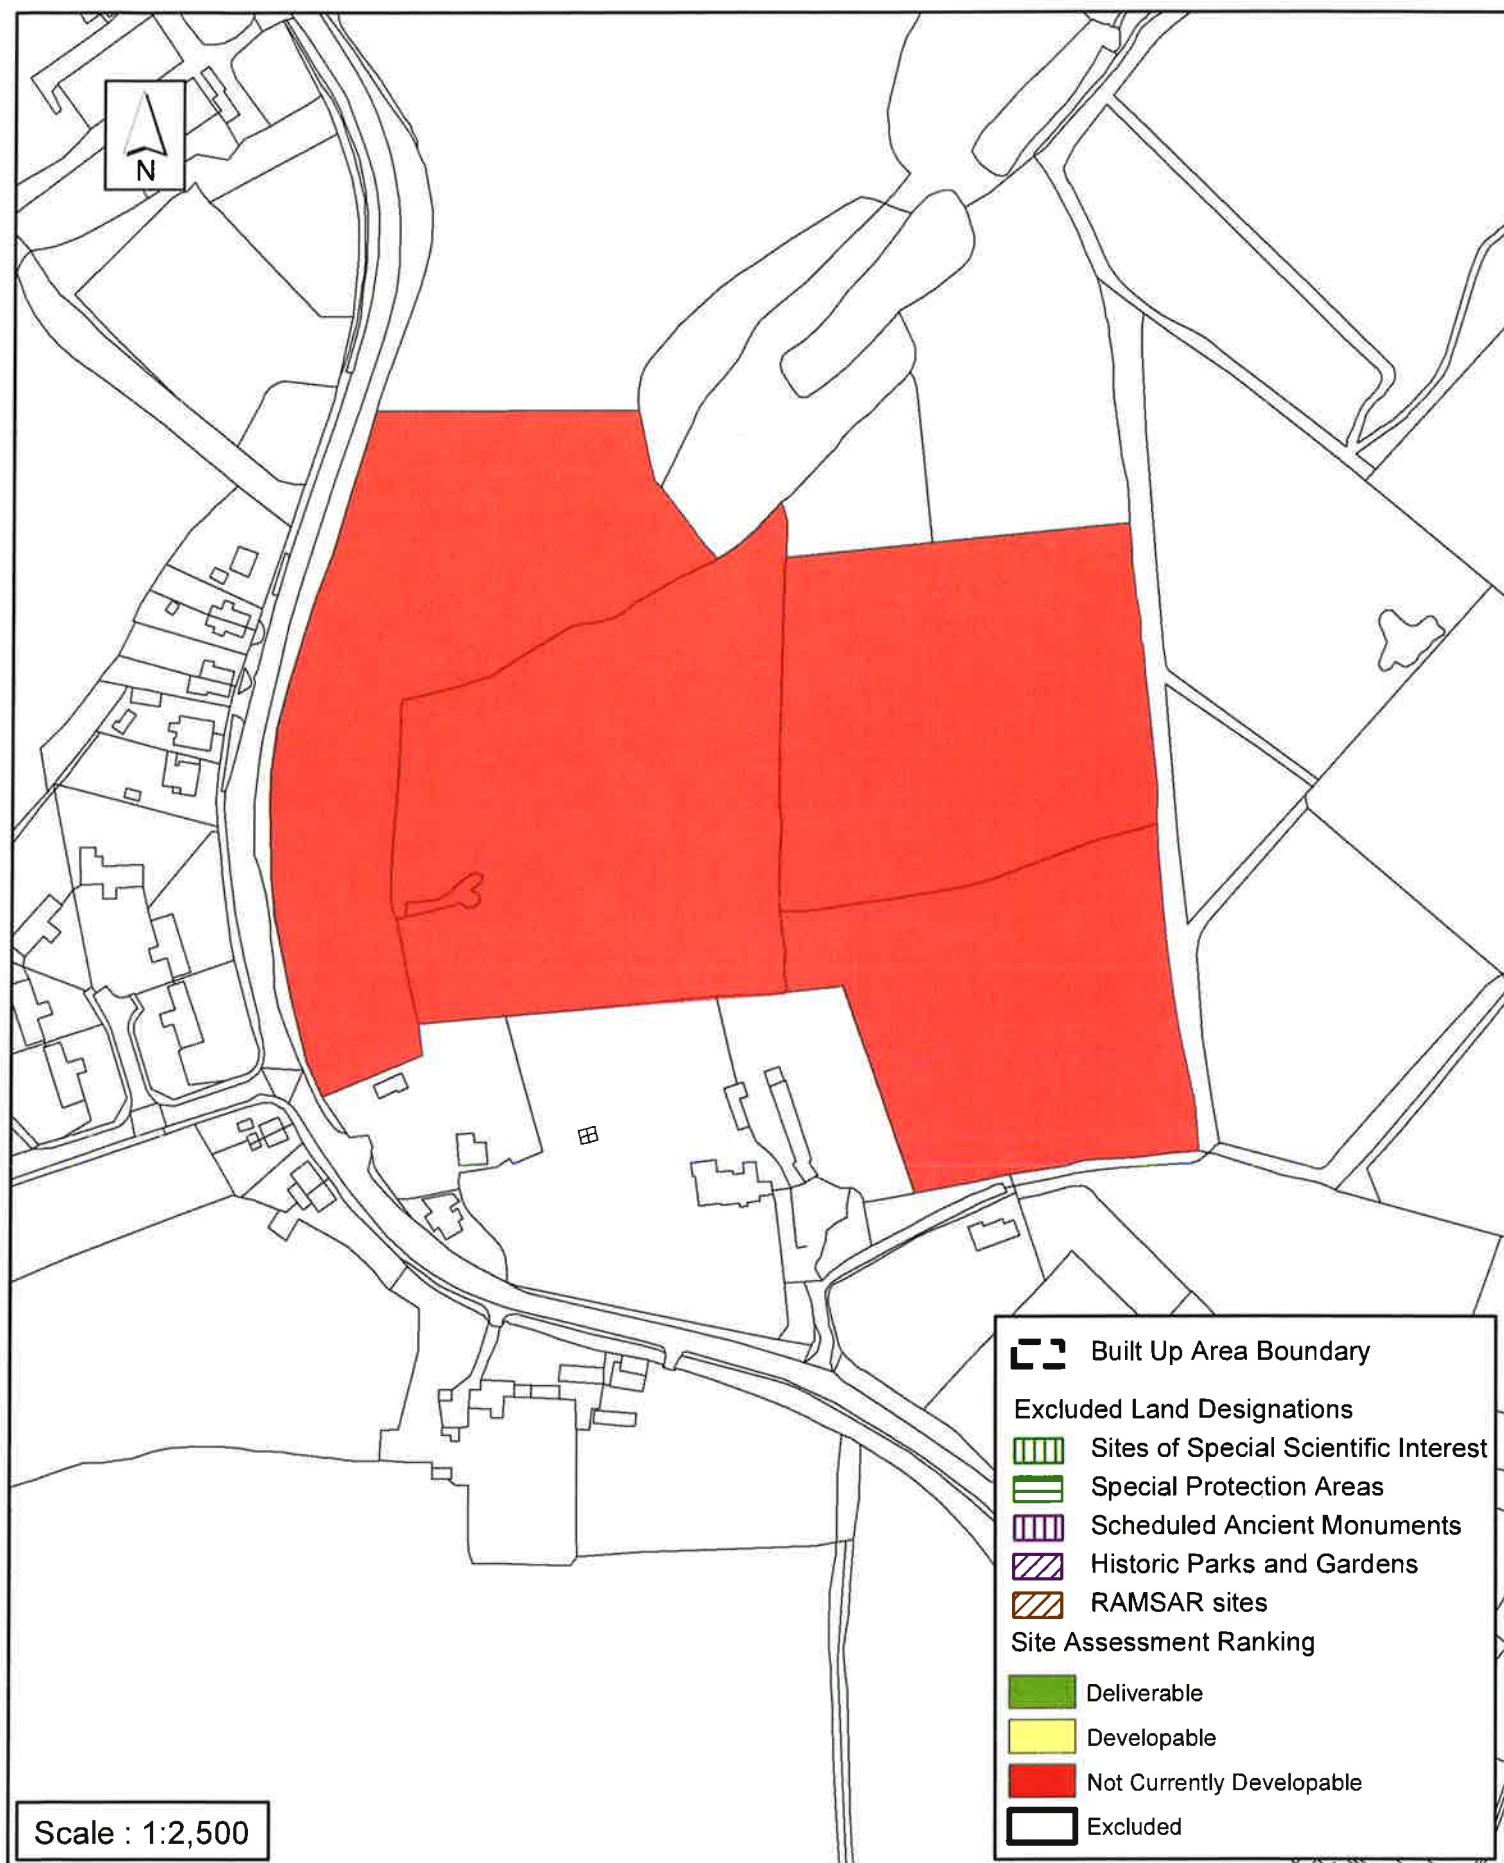 N
Built Up Area Boundary
Excluded Land Designations
Sites of Special Scientific Interest
Special Protection Areas
Scheduled Ancient Monuments
Historic Parks and Gardens
RAMSAR sites
Site Assessment Ranking
Deliverable
Developable
Not Currently Developable
Excluded
Scale : 1:2,500